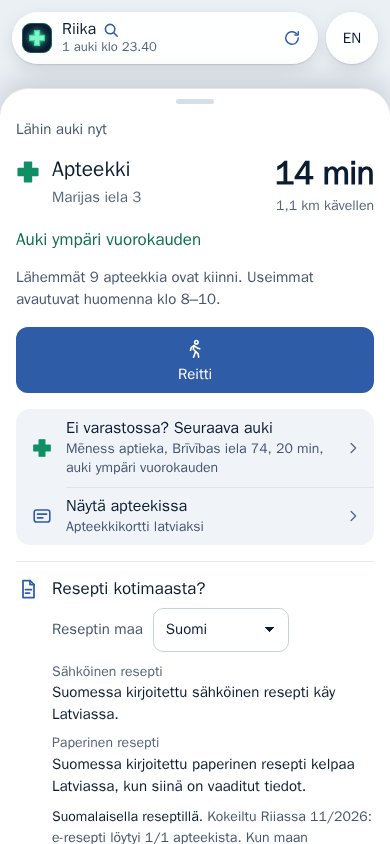 Riika
1 auki klo 23.40
EN
Lähin auki nyt
Apteekki
14 min
Marijas iela 3
1,1 km kävellen
Auki ympäri vuorokauden
Lähemmät 9 apteekkia ovat kiinni. Useimmat
avautuvat huomenna klo 8–10.
Reitti
Ei varastossa? Seuraava auki
Mēness aptieka, Brīvības iela 74, 20 min,
auki ympäri vuorokauden
Näytä apteekissa
Apteekkikortti latviaksi
Resepti kotimaasta?
Reseptin maa
Suomi
Sähköinen resepti
Suomessa kirjoitettu sähköinen resepti käy
Latviassa.
Paperinen resepti
Suomessa kirjoitettu paperinen resepti kelpaa
Latviassa, kun siinä on vaaditut tiedot.
Suomalaisella reseptillä. Kokeiltu Riiassa 11/2026:
e-resepti löytyi 1/1 apteekista. Kun maan